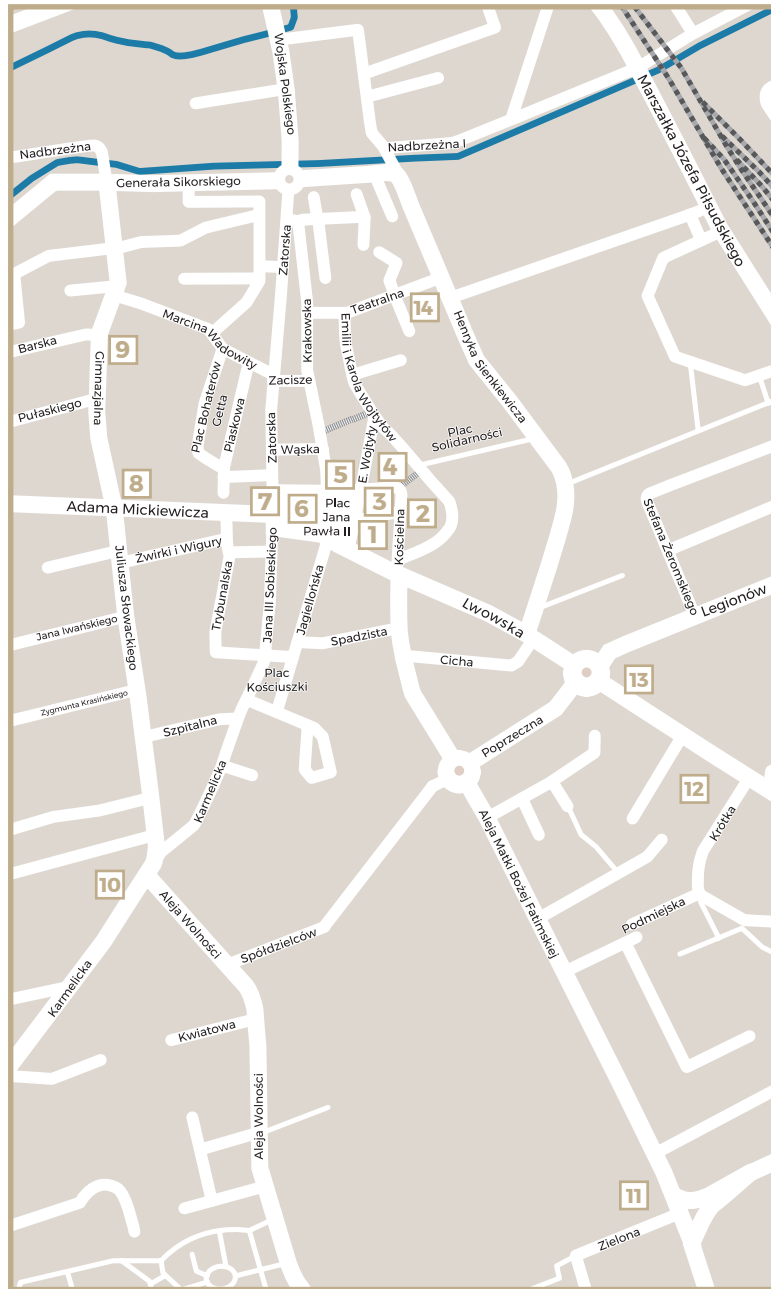 Wojska Polskiego
Marszałka Józefa Piłsudskiego
Nadbrzeżna
Nadbrzeżna I
Generała Sikorskiego
Zatorska
Krakowska
Teatralna
14
Emilii i Karola Wojtyłów
Henryka Sienkiewicza
Marcina Wadowity
Barska
9
Gimnazjalna
Pułaskiego
Plac Bohaterów
Getta
Piaskowa
Zacisze
Zatorska
Wąska
E. Wojtyły
Plac
Solidarności
8
Adama Mickiewicza
7
6
5
4
Plac
Jana
Pawła II
3
2
1
Kościelna
Stefana Żeromskiego
Legionów
Żwirki i Wigury
Juliusza Słowackiego
Trybunalska
Jana III Sobieskiego
Jagiellońska
Lwowska
Jana Iwańskiego
Spadzista
Cicha
Plac
Kościuszki
13
Zygmunta Krasińskiego
Szpitalna
Poprzeczna
Karmelicka
12
Krótka
Aleja Matki Bożej Fatimskiej
10
Aleja Wolności
Podmiejska
Spółdzielców
Karmelicka
Kwiatowa
Aleja Wolności
11
Zielona